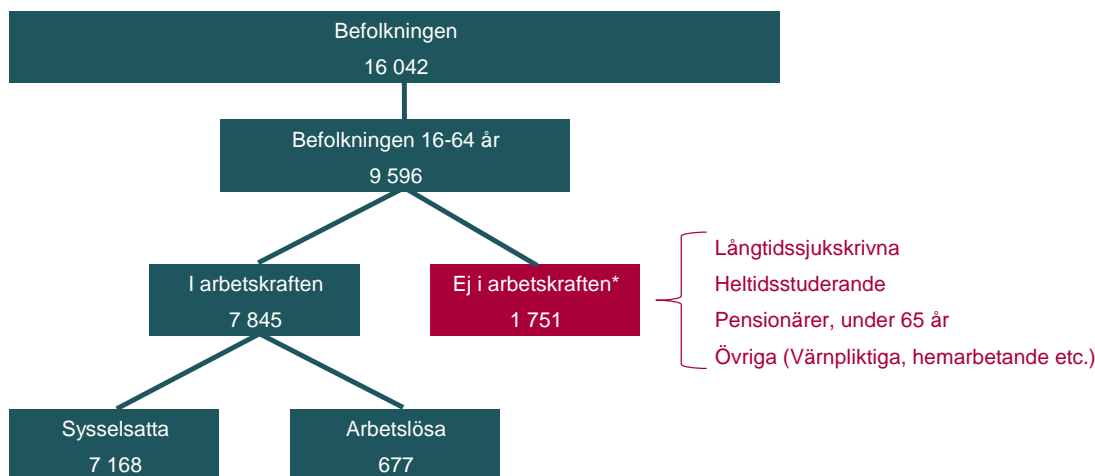 Befolkningen
16 042
Befolkningen 16-64 år
9 596
I arbetskraften
7 845
Ej i arbetskraften*
1 751
Långtidssjukskrivna
Heltidsstuderande
Pensionärer, under 65 år
Övriga (Värnpliktiga, hemarbetande etc.)
Sysselsatta
7 168
Arbetslösa
677